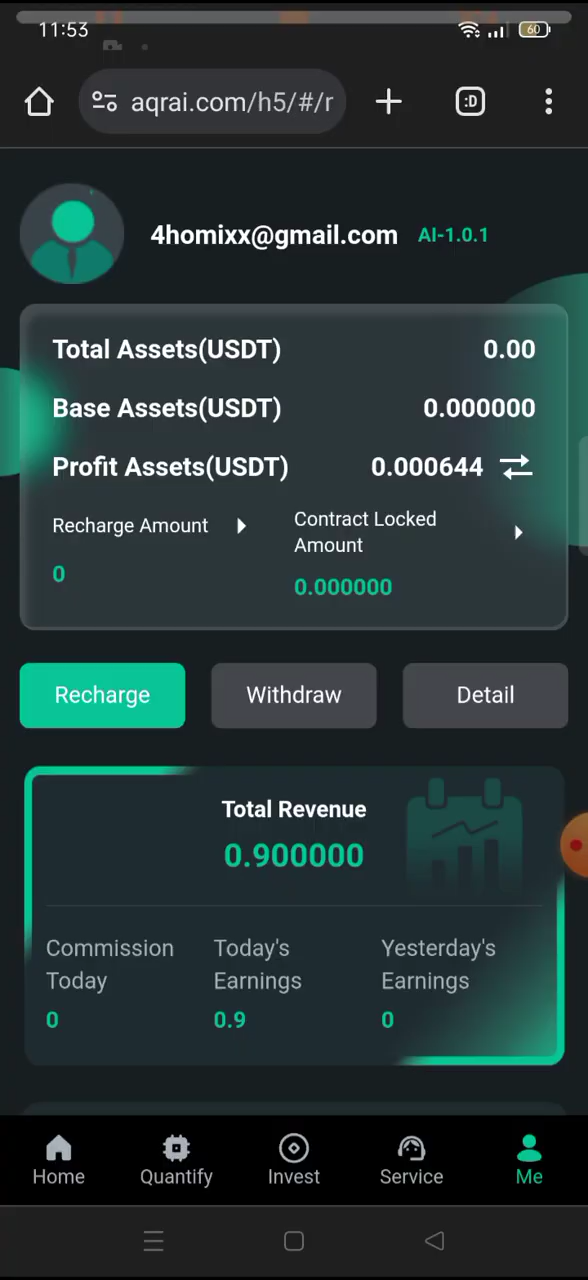 11:53
60
aqrai.com/h5/#/r
:D
4homixx@gmail.com AI-1.0.1
Total Assets(USDT) 0.00
Base Assets(USDT) 0.000000
Profit Assets(USDT) 0.000644
Recharge Amount
0
Contract Locked
Amount
0.000000
Recharge
Withdraw
Detail
Total Revenue
0.900000
Commission
Today
0
Today's
Earnings
0.9
Yesterday's
Earnings
0
Home
Quantify
Invest
Service
Me